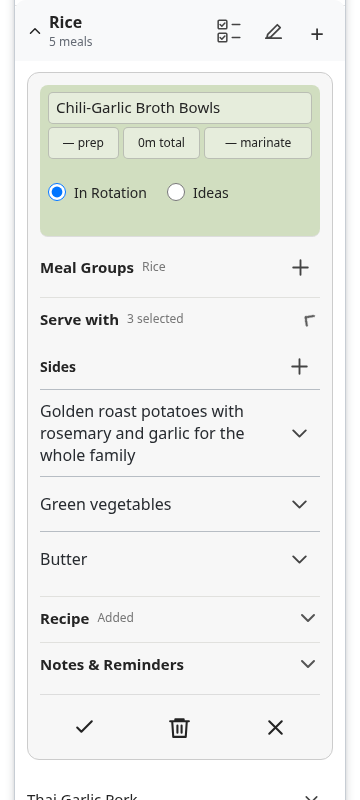 Rice
5 meals
Chili-Garlic Broth Bowls
— prep
0m total
— marinate
In Rotation
Ideas
Meal Groups Rice
Serve with 3 selected
Sides
Golden roast potatoes with
rosemary and garlic for the
whole family
Green vegetables
Butter
Recipe Added
Notes & Reminders
Thai Garlic Pork